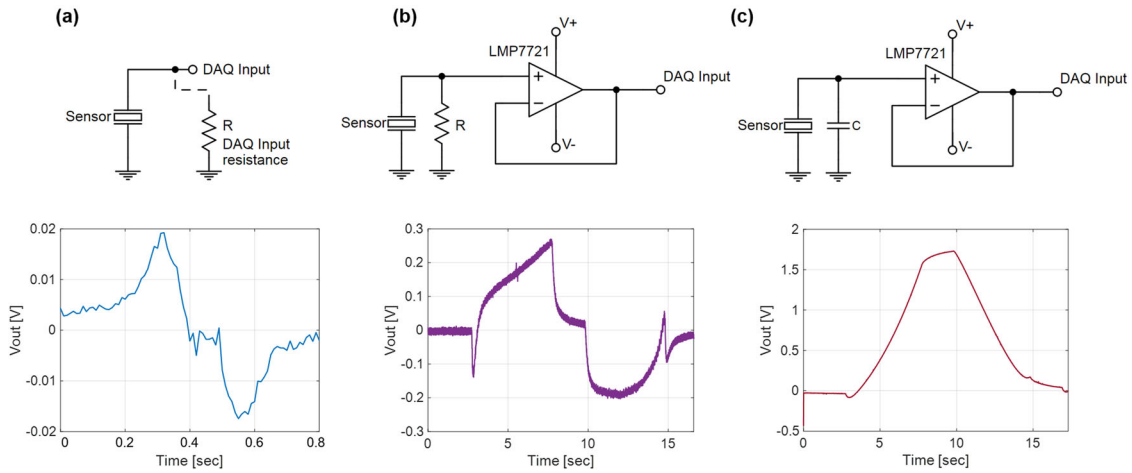 (a)
DAQ Input
Sensor
R
DAQ Input
resistance
(b)
V+
LMP7721
+
−
DAQ Input
Sensor
R
V-
(c)
V+
LMP7721
+
−
DAQ Input
Sensor
C
V-
0.02
0.01
0
-0.01
-0.02
Vout [V]
0 0.2 0.4 0.6 0.8
Time [sec]
0.3
0.2
0.1
0
-0.1
-0.2
-0.3
Vout [V]
0 5 10 15
Time [sec]
2
1.5
1
0.5
0
-0.5
Vout [V]
0 5 10 15
Time [sec]